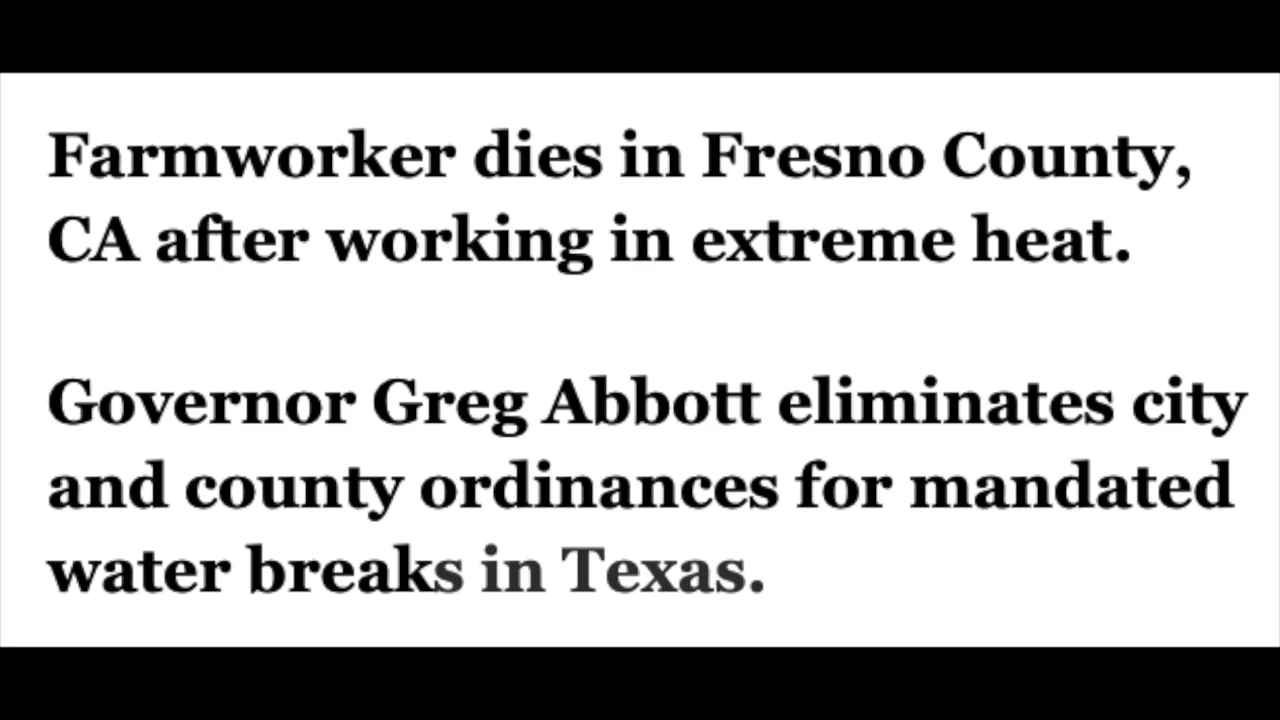 Farmworker dies in Fresno County,
CA after working in extreme heat.
Governor Greg Abbott eliminates city
and county ordinances for mandated
water breaks in Texas.